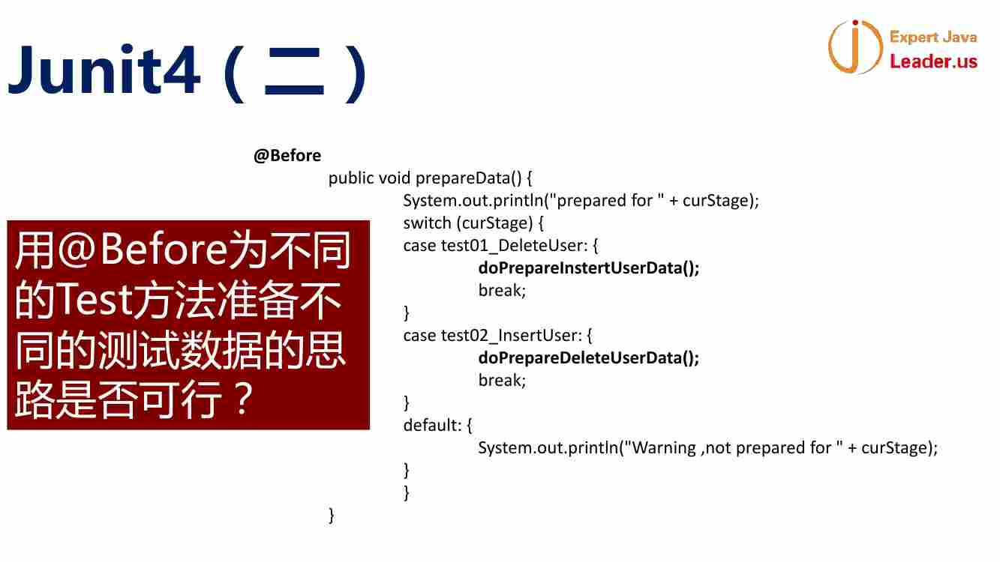 Junit4（二）
Expert Java
Leader.us
@Before
public void prepareData() {
System.out.println("prepared for " + curStage);
switch (curStage) {
case test01_DeleteUser: {
doPrepareInstertUserData();
break;
}
case test02_InsertUser: {
doPrepareDeleteUserData();
break;
}
default: {
System.out.println("Warning ,not prepared for " + curStage);
}
}
}
用@Before为不同
的Test方法准备不
同的测试数据的思
路是否可行？